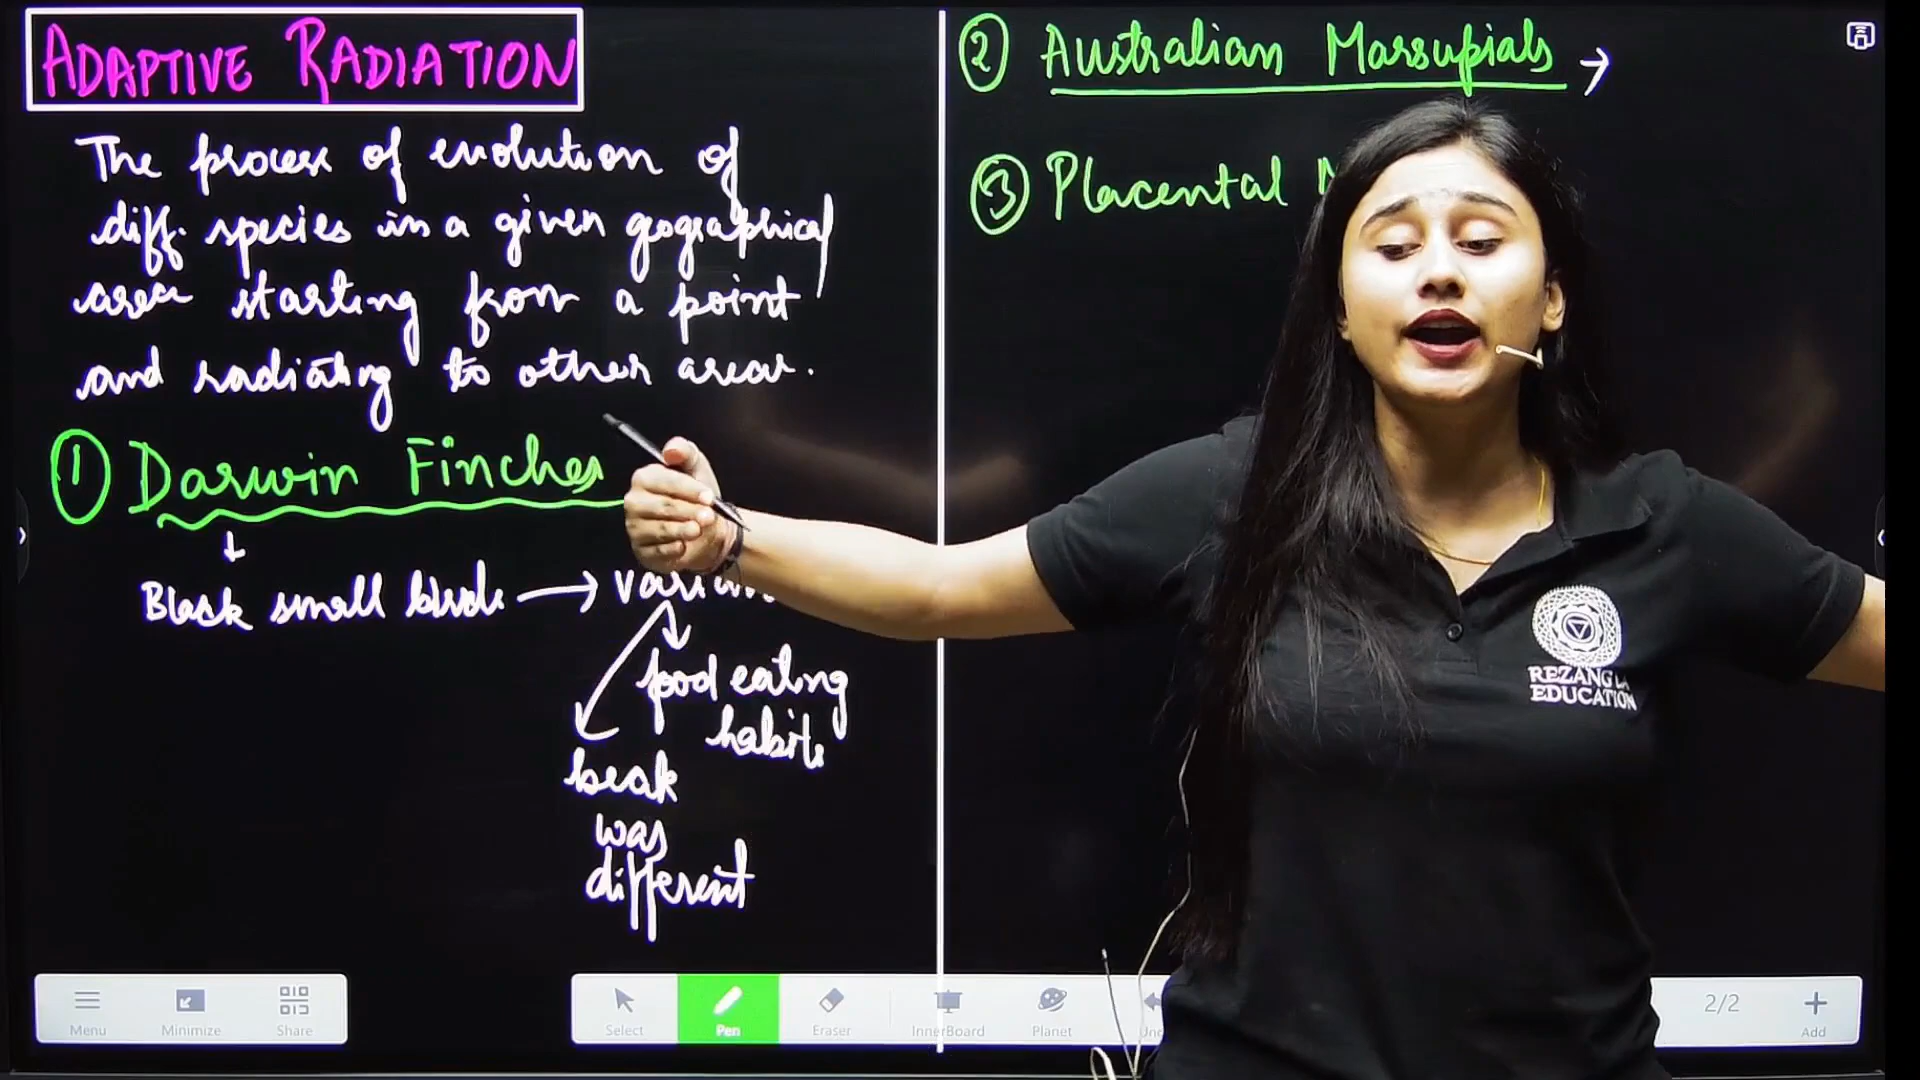 ADAPTIVE RADIATION
The process of evolution of
diff. species in a given geographical
area starting from a point
and radiating to other areas.
① Darwin Finches
Black small birds →
food eating
habits
beak
was
different
② Australian Marsupials →
③ Placental
REZANG LA
EDUCATION
Menu
Minimize
Share
Select
Pen
Eraser
InnerBoard
Planet
2/2
Add